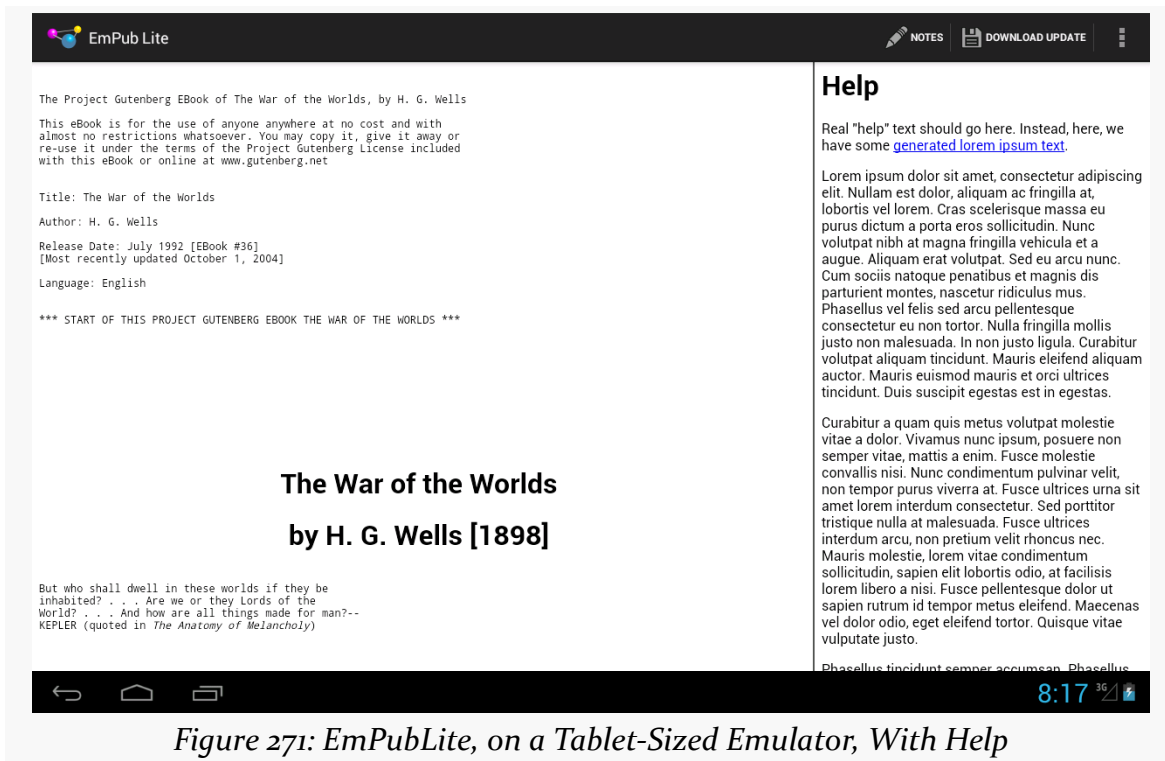 EmPub Lite
NOTES
DOWNLOAD UPDATE
The Project Gutenberg EBook of The War of the Worlds, by H. G. Wells
This eBook is for the use of anyone anywhere at no cost and with
almost no restrictions whatsoever. You may copy it, give it away or
re-use it under the terms of the Project Gutenberg License included
with this eBook or online at www.gutenberg.net
Title: The War of the Worlds
Author: H. G. Wells
Release Date: July 1992 [EBook #36]
[Most recently updated October 1, 2004]
Language: English
*** START OF THIS PROJECT GUTENBERG EBOOK THE WAR OF THE WORLDS ***
The War of the Worlds
by H. G. Wells [1898]
But who shall dwell in these worlds if they be
inhabited? . . . Are we or they Lords of the
World? . . . And how are all things made for man?--
KEPLER (quoted in The Anatomy of Melancholy)
Help
Real "help" text should go here. Instead, here, we
have some generated lorem ipsum text.
Lorem ipsum dolor sit amet, consectetur adipiscing
elit. Nullam est dolor, aliquam ac fringilla at,
lobortis vel lorem. Cras scelerisque massa eu
purus dictum a porta eros sollicitudin. Nunc
volutpat nibh at magna fringilla vehicula et a
augue. Aliquam erat volutpat. Sed eu arcu nunc.
Cum sociis natoque penatibus et magnis dis
parturient montes, nascetur ridiculus mus.
Phasellus vel felis sed arcu pellentesque
consectetur eu non tortor. Nulla fringilla mollis
justo non malesuada. In non justo ligula. Curabitur
volutpat aliquam tincidunt. Mauris eleifend aliquam
auctor. Mauris euismod mauris et orci ultrices
tincidunt. Duis suscipit egestas est in egestas.
Curabitur a quam quis metus volutpat molestie
vitae a dolor. Vivamus nunc ipsum, posuere non
semper vitae, mattis a enim. Fusce molestie
convallis nisi. Nunc condimentum pulvinar velit,
non tempor purus viverra at. Fusce ultrices urna sit
amet lorem interdum consectetur. Sed porttitor
tristique nulla at malesuada. Fusce ultrices
interdum arcu, non pretium velit rhoncus nec.
Mauris molestie, lorem vitae condimentum
sollicitudin, sapien elit lobortis odio, at facilisis
lorem libero a nisi. Fusce pellentesque dolor ut
sapien rutrum id tempor metus eleifend. Maecenas
vel dolor odio, eget eleifend tortor. Quisque vitae
vulputate justo.
Phasellus tincidunt semper accumsan. Phasellus
8:17
3G
Figure 271: EmPubLite, on a Tablet-Sized Emulator, With Help